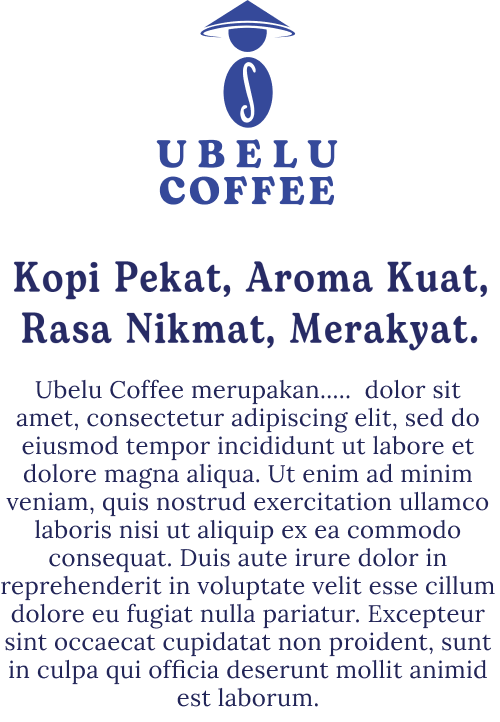 UBELU
COFFEE
Kopi Pekat, Aroma Kuat,
Rasa Nikmat, Merakyat.
Ubelu Coffee merupakan..... dolor sit
amet, consectetur adipiscing elit, sed do
eiusmod tempor incididunt ut labore et
dolore magna aliqua. Ut enim ad minim
veniam, quis nostrud exercitation ullamco
laboris nisi ut aliquip ex ea commodo
consequat. Duis aute irure dolor in
reprehenderit in voluptate velit esse cillum
dolore eu fugiat nulla pariatur. Excepteur
sint occaecat cupidatat non proident, sunt
in culpa qui officia deserunt mollit animid
est laborum.